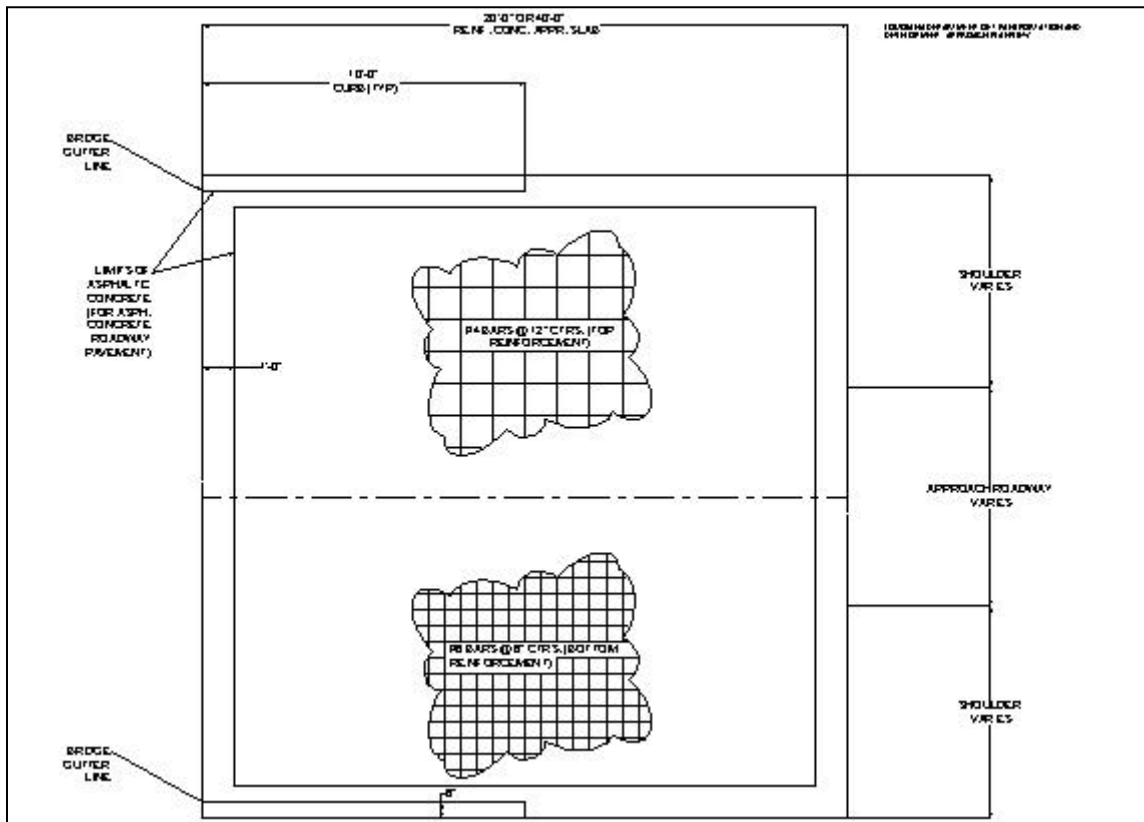 20'-0" OR 40'-0"
REINF. CONC. APPR. SLAB
10'-0"
CURB (TYP)
BRIDGE
GUTTER
LINE
LIMITS OF
ASPHALTIC
CONCRETE
(FOR ASPH.
CONCRETE
ROADWAY
PAVEMENT)
SHOULDER
VARIES
#4 BARS @ 12" CTRS. (TOP
REINFORCEMENT)
1'-0"
APPROACH ROADWAY
VARIES
BARS @ 6" CTRS. (BOTTOM
REINFORCEMENT)
SHOULDER
VARIES
BRIDGE
GUTTER
LINE